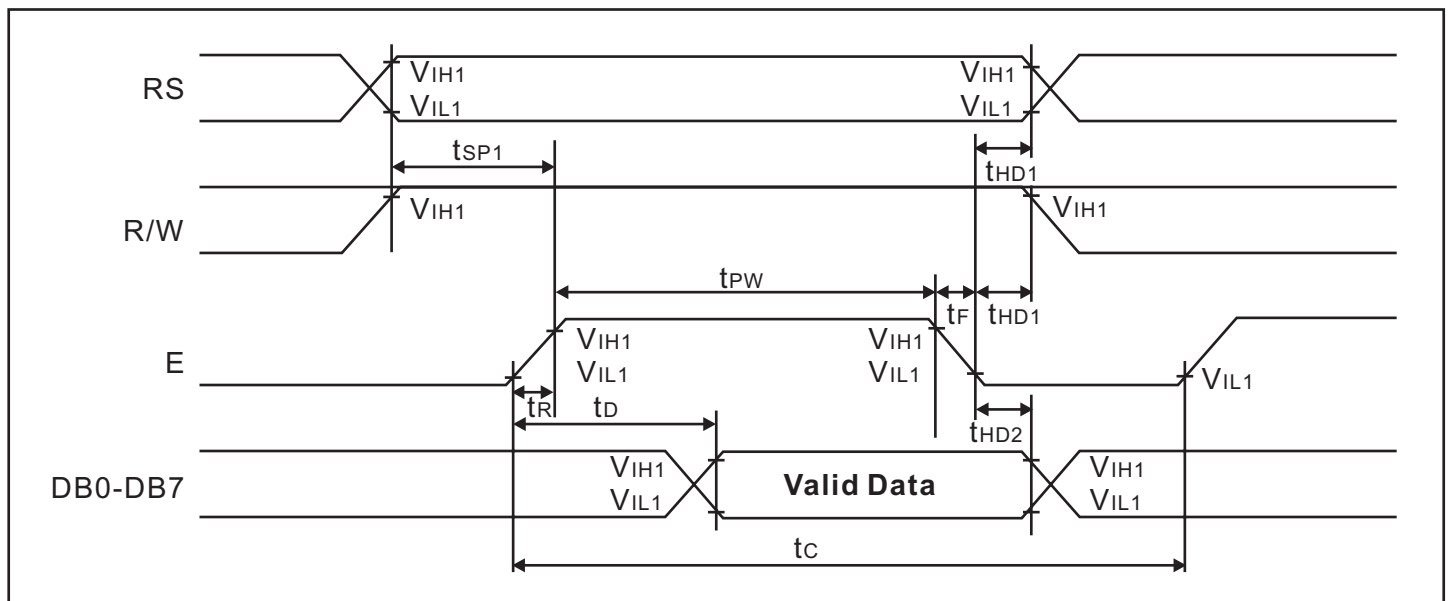 RS
VIH1
VIL1
VIH1
VIL1
tSP1
tHD1
R/W
VIH1
VIH1
tPW
tF
tHD1
E
VIH1
VIL1
VIH1
VIL1
VIL1
tR
tD
tHD2
DB0-DB7
VIH1
VIL1
Valid Data
VIH1
VIL1
tC